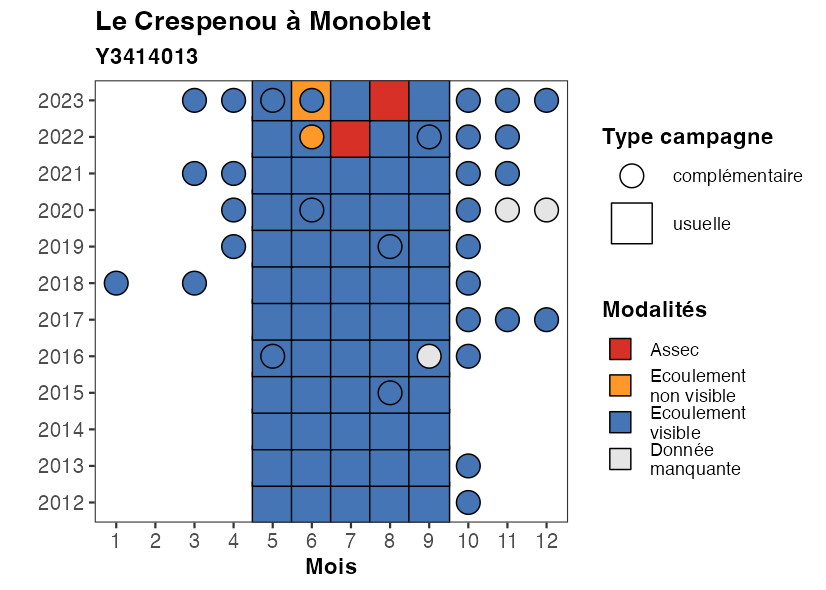 Le Crespenou à Monoblet
Y3414013
2023
2022
2021
2020
2019
2018
2017
2016
2015
2014
2013
2012
1 2 3 4 5 6 7 8 9 10 11 12
Mois
Type campagne
complémentaire
usuelle
Modalités
Assec
Ecoulement
non visible
Ecoulement
visible
Donnée
manquante